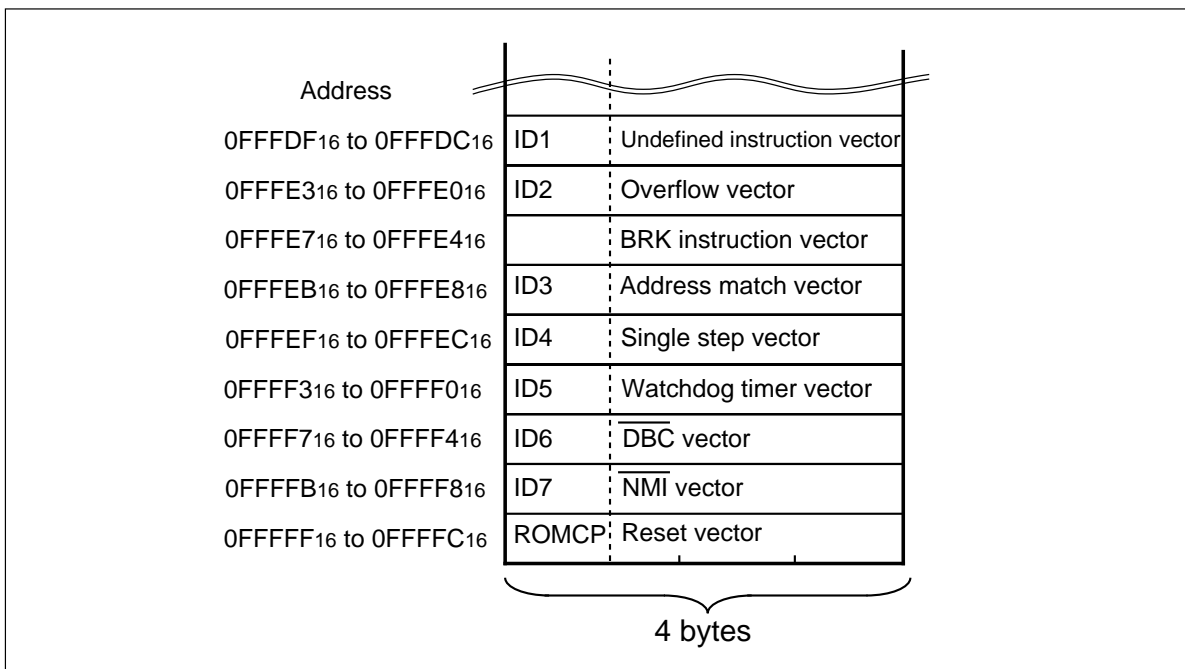 Address
0FFFDF16 to 0FFFDC16 ID1 Undefined instruction vector
0FFFE316 to 0FFFE016 ID2 Overflow vector
0FFFE716 to 0FFFE416 BRK instruction vector
0FFFEB16 to 0FFFE816 ID3 Address match vector
0FFFEF16 to 0FFFEC16 ID4 Single step vector
0FFFF316 to 0FFFF016 ID5 Watchdog timer vector
0FFFF716 to 0FFFF416 ID6 DBC vector
0FFFFB16 to 0FFFF816 ID7 NMI vector
0FFFFF16 to 0FFFFC16 ROMCP Reset vector
4 bytes